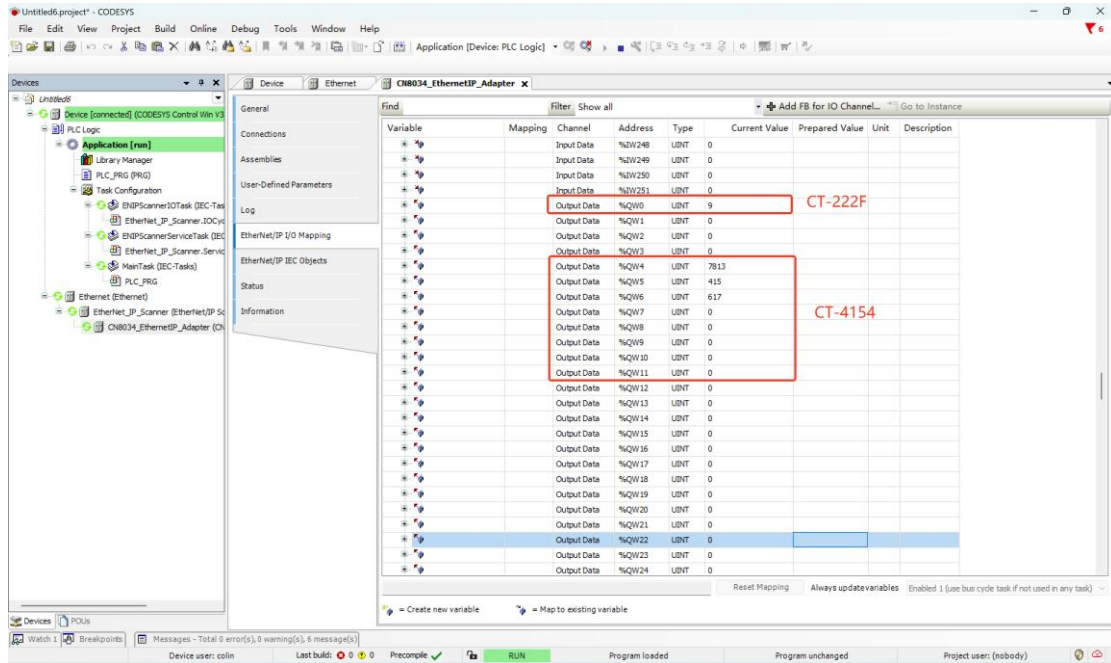 Untitled6.project* - CODESYS
File Edit View Project Build Online Debug Tools Window Help
6
Application [Device: PLC Logic]
Devices
Device Ethernet CN8034_EthernetIP_Adapter
Untitled6
Device [connected] (CODESYS Control Win V3
PLC Logic
Application [run]
Library Manager
PLC_PRG (PRG)
Task Configuration
ENIPScannerIOTask (IEC-Tas
EtherNet_IP_Scanner.IOCyc
ENIPScannerServiceTask (IEC
EtherNet_IP_Scanner.Servic
MainTask (IEC-Tasks)
PLC_PRG
Ethernet (Ethernet)
EtherNet_IP_Scanner (EtherNet/IP Sc
CN8034_EthernetIP_Adapter (CN
General
Connections
Assemblies
User-Defined Parameters
Log
EtherNet/IP I/O Mapping
EtherNet/IP IEC Objects
Status
Information
Find Filter Show all Add FB for IO Channel... Go to Instance
Variable Mapping Channel Address Type Current Value Prepared Value Unit Description
Input Data %IW248 UINT 0
Input Data %IW249 UINT 0
Input Data %IW250 UINT 0
Input Data %IW251 UINT 0
Output Data %QW0 UINT 9
CT-222F
Output Data %QW1 UINT 0
Output Data %QW2 UINT 0
Output Data %QW3 UINT 0
Output Data %QW4 UINT 7813
Output Data %QW5 UINT 415
Output Data %QW6 UINT 617
Output Data %QW7 UINT 0
CT-4154
Output Data %QW8 UINT 0
Output Data %QW9 UINT 0
Output Data %QW10 UINT 0
Output Data %QW11 UINT 0
Output Data %QW12 UINT 0
Output Data %QW13 UINT 0
Output Data %QW14 UINT 0
Output Data %QW15 UINT 0
Output Data %QW16 UINT 0
Output Data %QW17 UINT 0
Output Data %QW18 UINT 0
Output Data %QW19 UINT 0
Output Data %QW20 UINT 0
Output Data %QW21 UINT 0
Output Data %QW22 UINT 0
Output Data %QW23 UINT 0
Output Data %QW24 UINT 0
Reset Mapping Always update variables Enabled 1 (use bus cycle task if not used in any task)
= Create new variable = Map to existing variable
Devices POUs
Watch 1 Breakpoints Messages - Total 0 error(s), 0 warning(s), 6 message(s)
Device user: colin Last build: 0 0 Precompile RUN Program loaded Program unchanged Project user: (nobody)